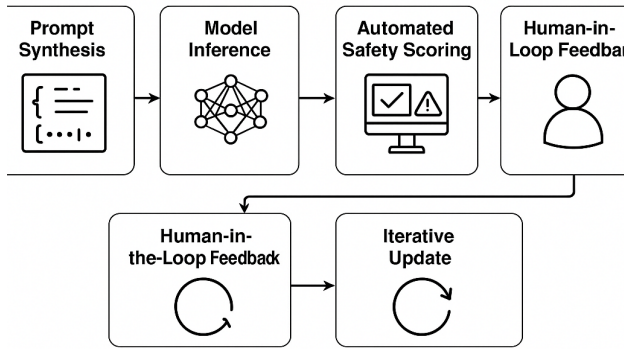 Prompt
Synthesis
Model
Inference
Automated
Safety Scoring
Human-in-
Loop Feedbar
Human-in-
the-Loop Feedback
Iterative
Update